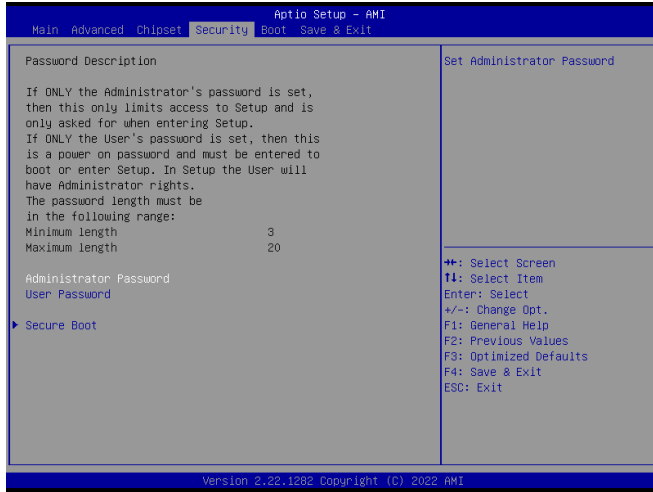 Aptio Setup - AMI
Main Advanced Chipset Security Boot Save & Exit
Password Description
If ONLY the Administrator's password is set,
then this only limits access to Setup and is
only asked for when entering Setup.
If ONLY the User's password is set, then this
is a power on password and must be entered to
boot or enter Setup. In Setup the User will
have Administrator rights.
The password length must be
in the following range:
Minimum length 3
Maximum length 20
Administrator Password
User Password
Secure Boot
Set Administrator Password
→←: Select Screen
↑↓: Select Item
Enter: Select
+/-: Change Opt.
F1: General Help
F2: Previous Values
F3: Optimized Defaults
F4: Save & Exit
ESC: Exit
Version 2.22.1282 Copyright (C) 2022 AMI